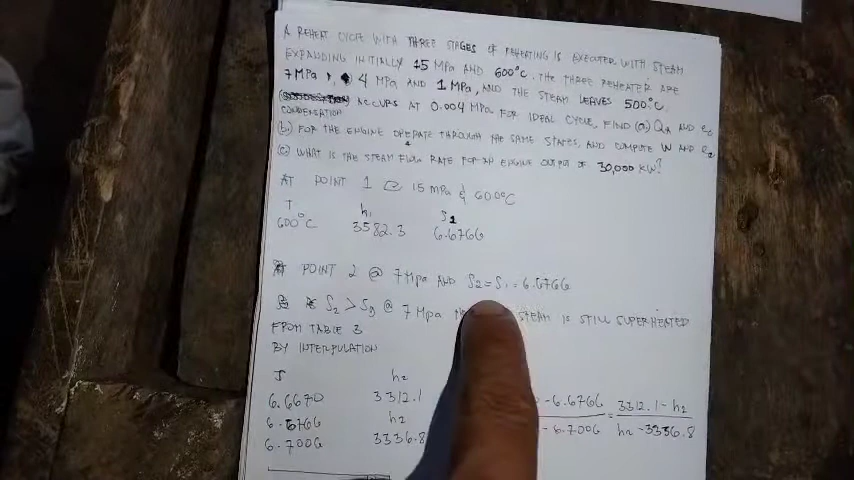 A REHEAT CYCLE WITH THREE STAGES OF REHEATING IS EXECUTED WITH STEAM
EXPANDING INITIALLY 15 MPa AND 600°C. THE THREE REHEATER ARE
7MPa, 4 MPa AND 1 MPa, AND THE STEAM LEAVES 500°C.
CONDENSATION OCCURS AT 0.004 MPa FOR IDEAL CYCLE, FIND (a) QA AND ec
(b) FOR THE ENGINE OPERATE THROUGH THE SAME STATES, AND COMPUTE W AND
(c) WHAT IS THE STEAM FLOW RATE FOR AN ENGINE OUTPUT OF 30,000 KW?
AT POINT 1 @ 15 MPa & 600°C
T h1 S1
600°C 3582.3 6.6766
POINT 2 @ 7 Mpa AND S2 = S1 = 6.6766
S2 > Sg @ 7 Mpa STEAM IS STILL SUPERHEATED
FROM TABLE 3
BY INTERPOLATION
S h2
6.6670 3312.1
6.6766 h2
6.7006 3336.8
- 6.6766 = 3312.1 - h2
- 6.7006 h2 - 3336.8